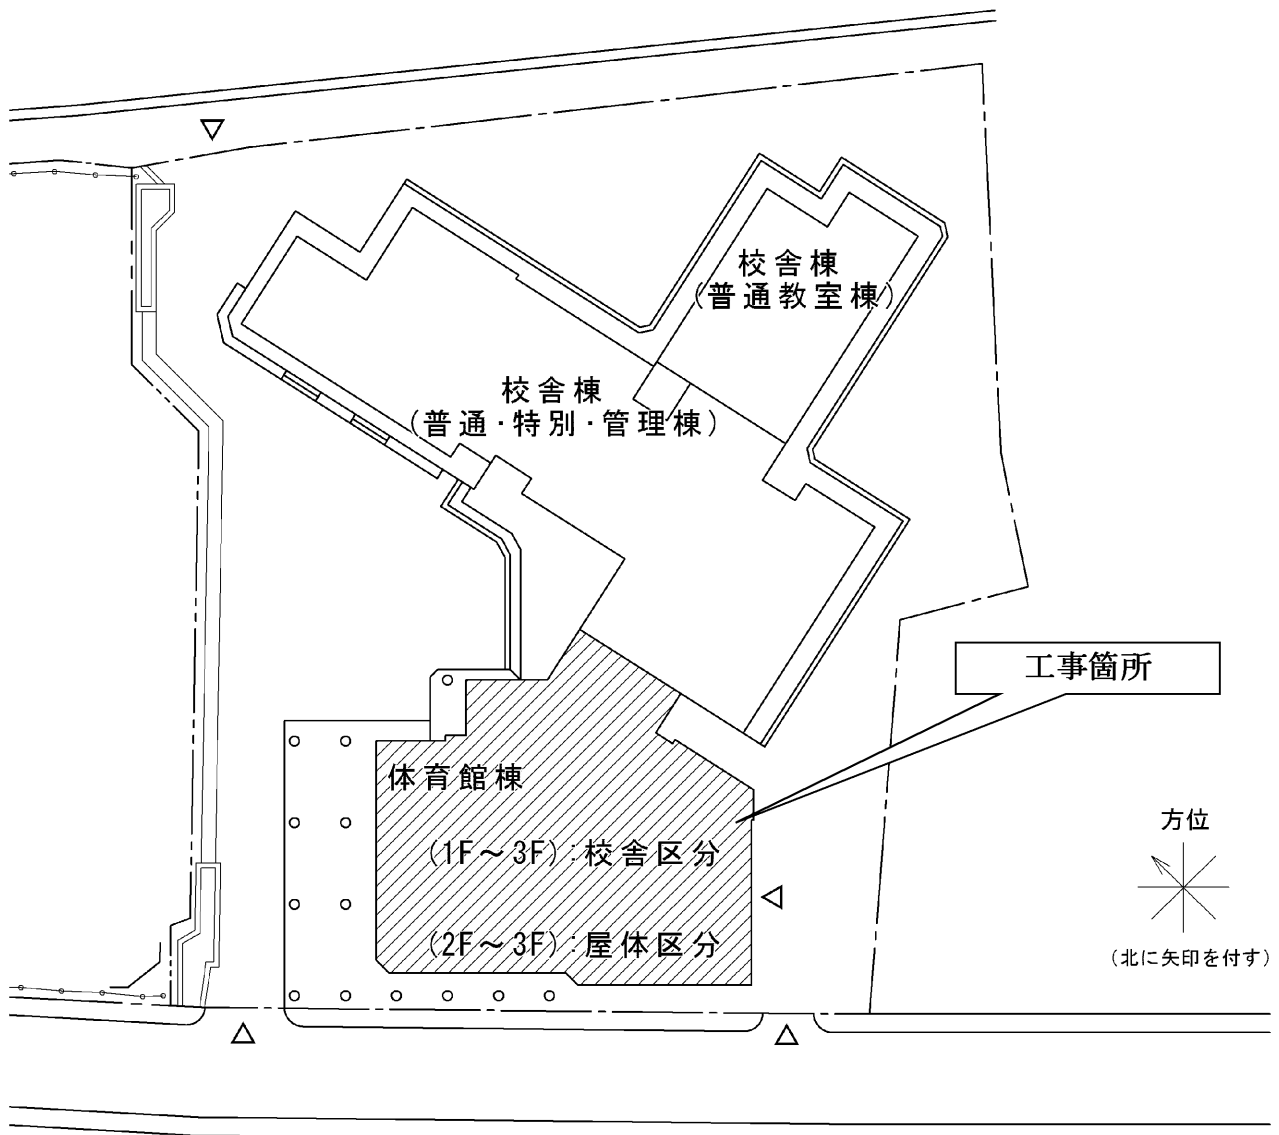 校舎棟
(普通教室棟)
校舎棟
(普通・特別・管理棟)
工事箇所
体育館棟
(1F～3F):校舎区分
(2F～3F):屋体区分
方位
(北に矢印を付す)